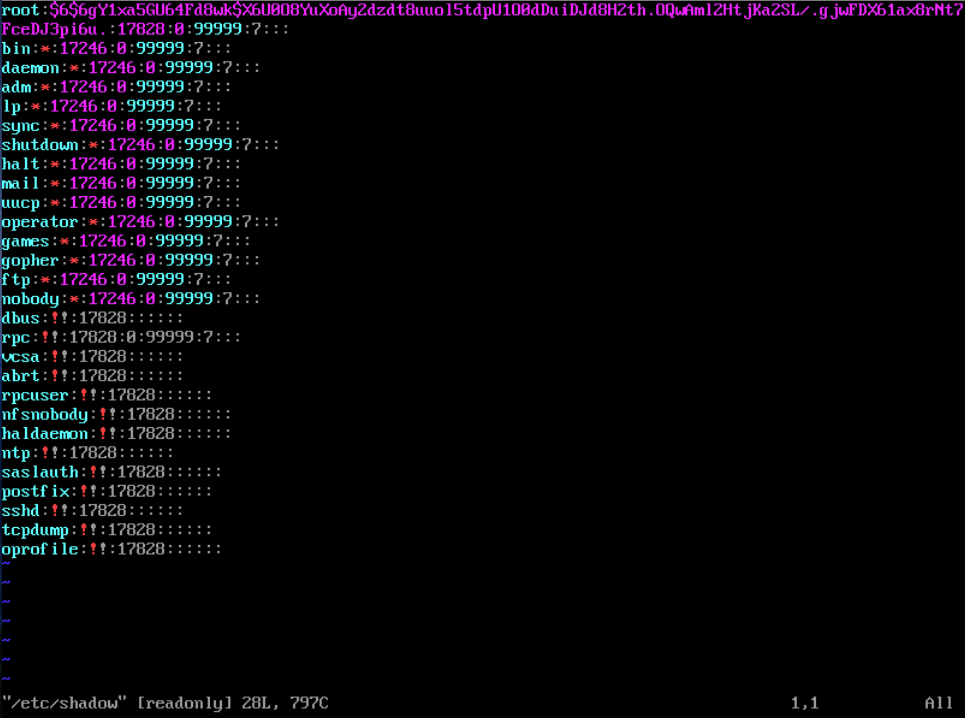 root:$6$6gY1xa5GU64Fd8wk$X6U0O8YuXoAy2dzdt8uuol5tdpU1O0dDuiDJd8H2th.OQwAml2HtjKa2SL/.gjwFDX61ax8rNt7
FceDJ3pi6u.:17828:0:99999:7:::
bin:*:17246:0:99999:7:::
daemon:*:17246:0:99999:7:::
adm:*:17246:0:99999:7:::
lp:*:17246:0:99999:7:::
sync:*:17246:0:99999:7:::
shutdown:*:17246:0:99999:7:::
halt:*:17246:0:99999:7:::
mail:*:17246:0:99999:7:::
uucp:*:17246:0:99999:7:::
operator:*:17246:0:99999:7:::
games:*:17246:0:99999:7:::
gopher:*:17246:0:99999:7:::
ftp:*:17246:0:99999:7:::
nobody:*:17246:0:99999:7:::
dbus:!!:17828::::::
rpc:!!:17828:0:99999:7:::
vcsa:!!:17828::::::
abrt:!!:17828::::::
rpcuser:!!:17828::::::
nfsnobody:!!:17828::::::
haldaemon:!!:17828::::::
ntp:!!:17828::::::
saslauth:!!:17828::::::
postfix:!!:17828::::::
sshd:!!:17828::::::
tcpdump:!!:17828::::::
oprofile:!!:17828::::::
~
~
~
~
~
~
~
"/etc/shadow" [readonly] 28L, 797C 1,1 All